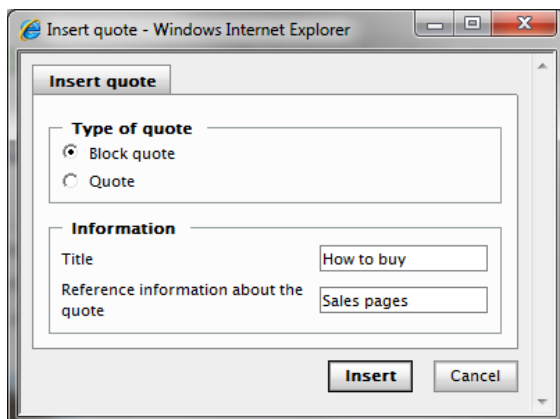 Insert quote - Windows Internet Explorer
Insert quote
Type of quote
Block quote
Quote
Information
Title How to buy
Reference information about the
quote Sales pages
Insert Cancel